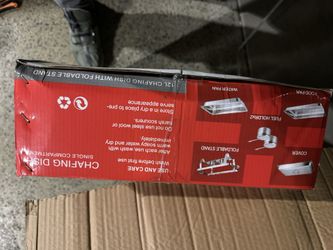 12L CHAFING DISH WITH FOLDABLE STAND
CHAFING DISH
SINGLE COMPARTMENT
USE AND CARE
Wash before first use
After each use, wash with
warm soapy water and dry
immediately
Do not use steel wool or
harsh scourers.
Store in a dry place to pre-
serve appearance
WATER PAN
FOOD PAN
FUEL HOLDRx2
FOLDABLE STAND
COVER